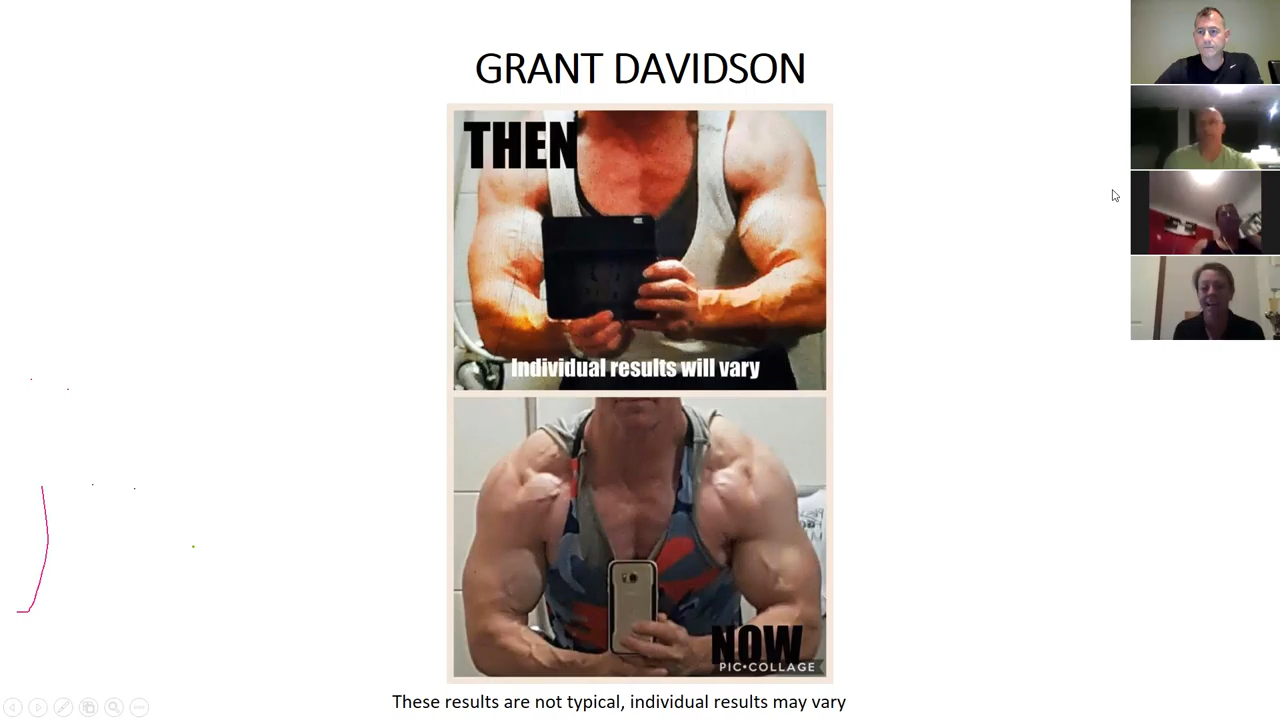 GRANT DAVIDSON
THEN
Individual results will vary
NOW
PIC•COLLAGE
These results are not typical, individual results may vary